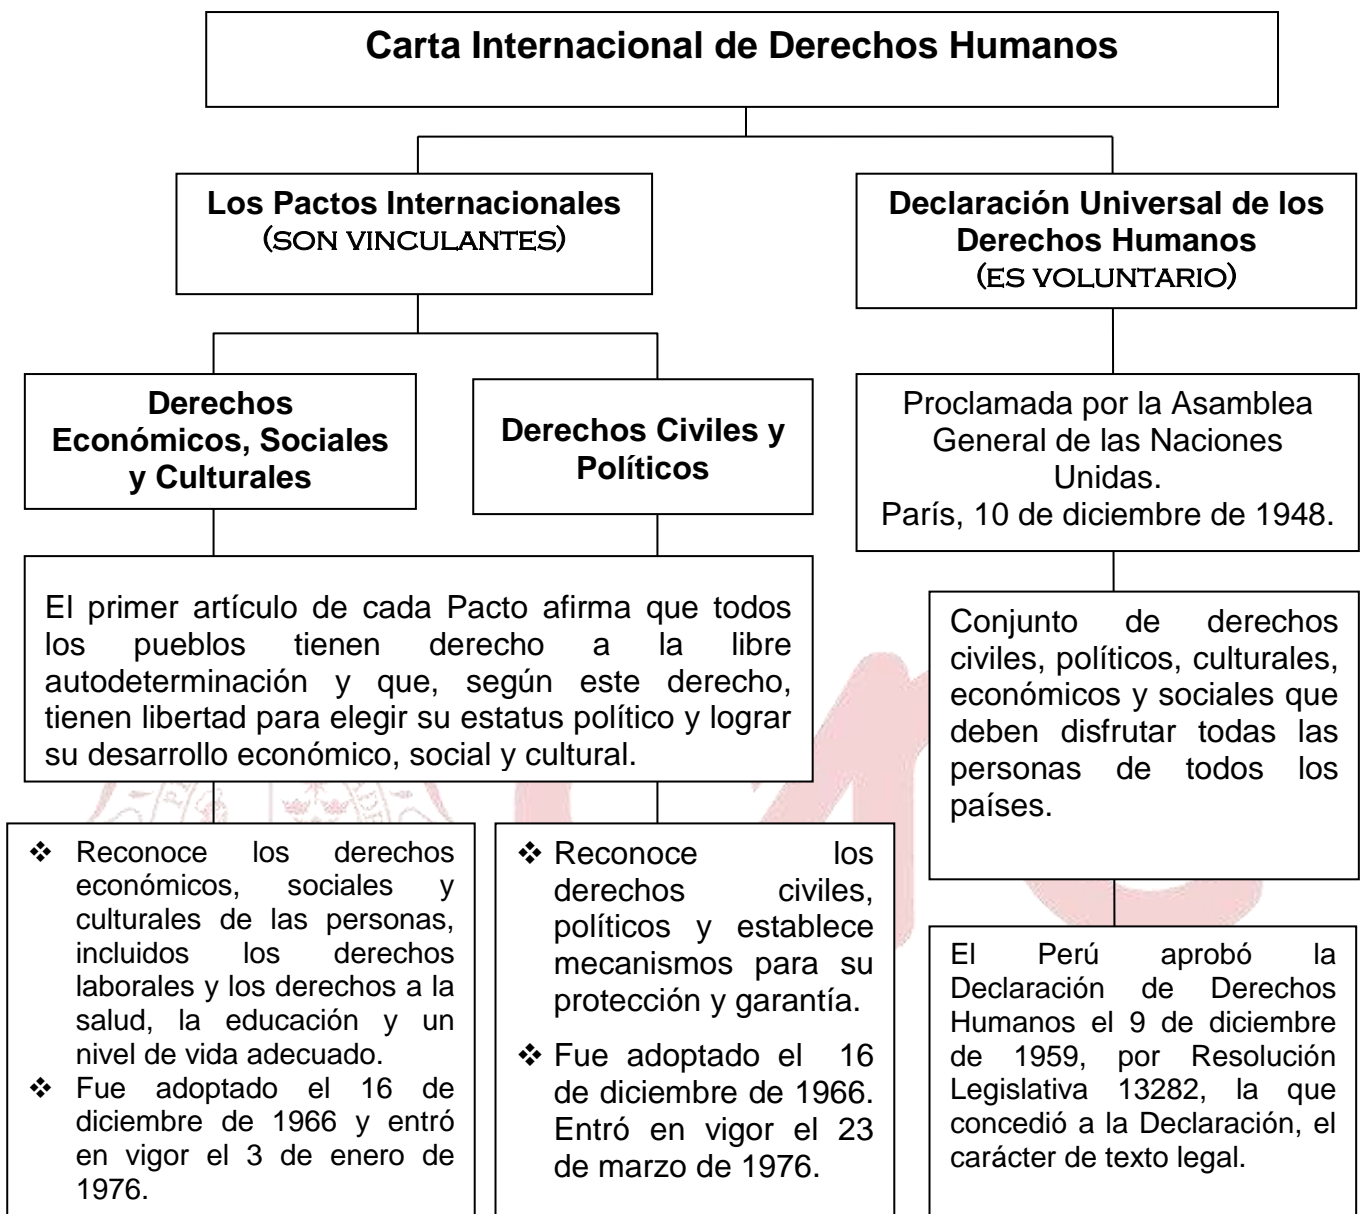 Carta Internacional de Derechos Humanos
Los Pactos Internacionales
(SON VINCULANTES)
Declaración Universal de los
Derechos Humanos
(ES VOLUNTARIO)
Derechos
Económicos, Sociales
y Culturales
Derechos Civiles y
Políticos
Proclamada por la Asamblea
General de las Naciones
Unidas.
París, 10 de diciembre de 1948.
El primer artículo de cada Pacto afirma que todos
los pueblos tienen derecho a la libre
autodeterminación y que, según este derecho,
tienen libertad para elegir su estatus político y lograr
su desarrollo económico, social y cultural.
Conjunto de derechos
civiles, políticos, culturales,
económicos y sociales que
deben disfrutar todas las
personas de todos los
países.
❖ Reconoce los derechos
económicos, sociales y
culturales de las personas,
incluidos los derechos
laborales y los derechos a la
salud, la educación y un
nivel de vida adecuado.
❖ Fue adoptado el 16 de
diciembre de 1966 y entró
en vigor el 3 de enero de
1976.
❖ Reconoce los
derechos civiles,
políticos y establece
mecanismos para su
protección y garantía.
❖ Fue adoptado el 16
de diciembre de 1966.
Entró en vigor el 23
de marzo de 1976.
El Perú aprobó la
Declaración de Derechos
Humanos el 9 de diciembre
de 1959, por Resolución
Legislativa 13282, la que
concedió a la Declaración, el
carácter de texto legal.